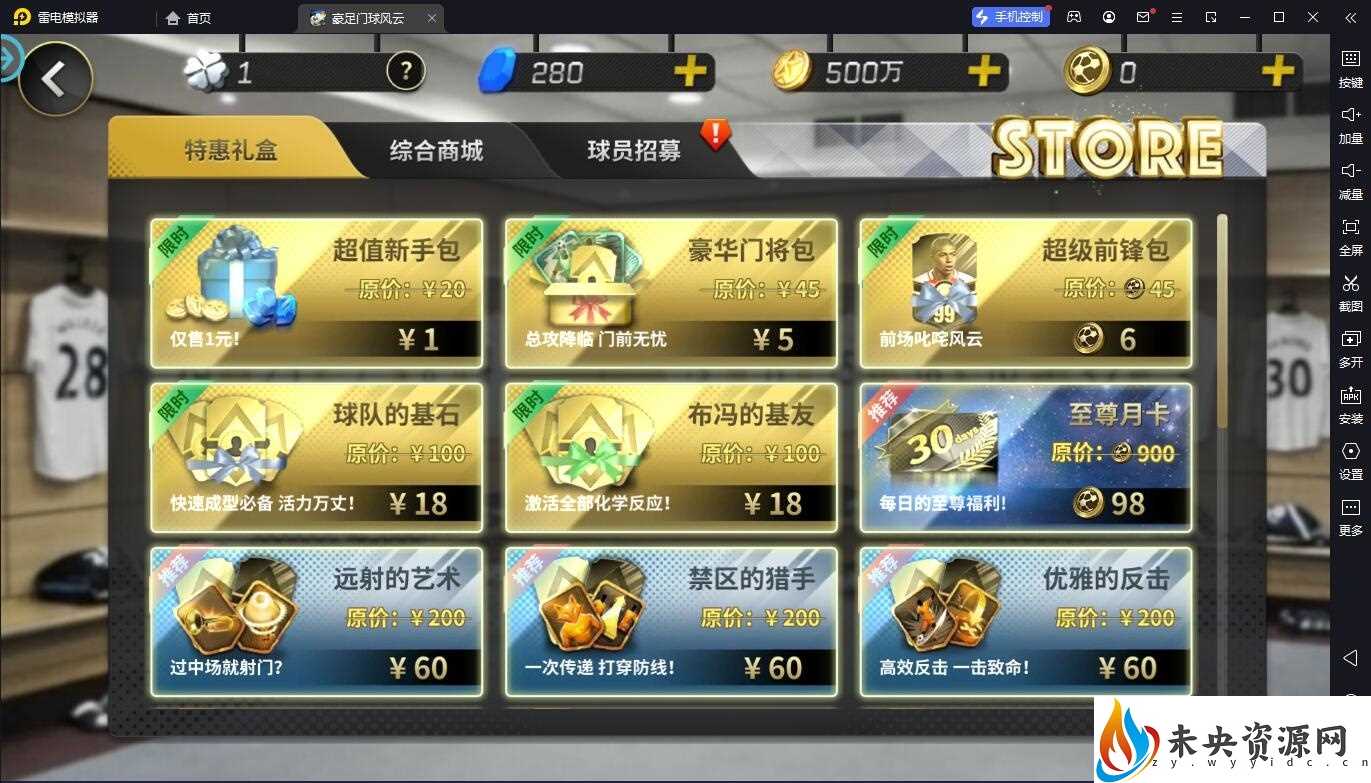 雷电模拟器
首页
豪足门球风云
手机控制
1
?
280
500万
0
特惠礼盒
综合商城
球员招募
STORE
限时
超值新手包
原价：￥20
仅售1元！
￥1
限时
豪华门将包
原价：￥45
总攻降临 门前无忧
￥5
限时
99
超级前锋包
原价：45
前场叱咤风云
6
限时
球队的基石
原价：￥100
快速成型必备 活力万丈！
￥18
限时
布冯的基友
原价：￥100
激活全部化学反应！
￥18
推荐
30 days
至尊月卡
原价：900
每日的至尊福利！
98
推荐
远射的艺术
原价：￥200
过中场就射门？
￥60
推荐
禁区的猎手
原价：￥200
一次传递 打穿防线！
￥60
推荐
优雅的反击
原价：￥200
高效反击 一击致命！
￥60
28
30
按键
加量
减量
全屏
截图
多开
APK
安装
设置
更多
未央资源网
zy.wyyidc.cn